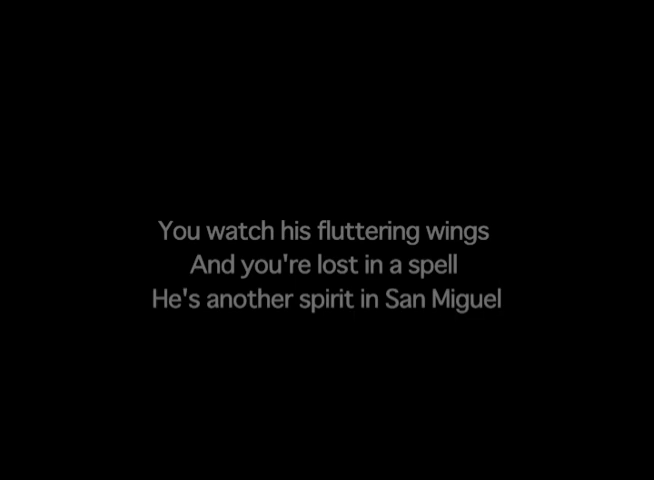 You watch his fluttering wings
And you're lost in a spell
He's another spirit in San Miguel